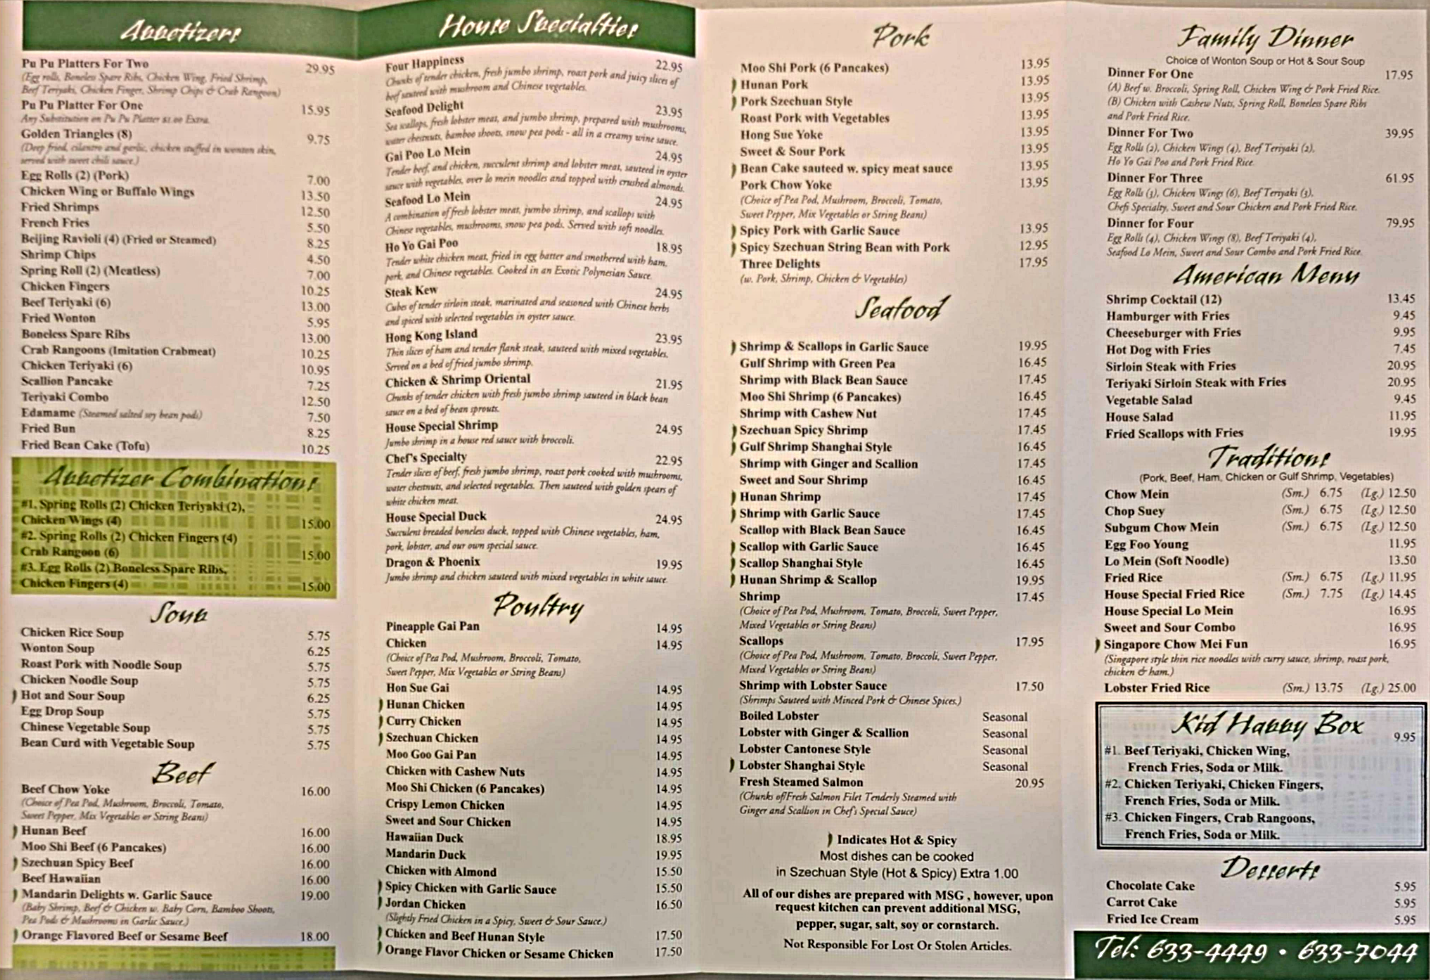 Appetizers
Pu Pu Platters For Two 29.95
(Egg rolls, Boneless Spare Ribs, Chicken Wing, Fried Shrimp,
Beef Teriyaki, Chicken Finger, Shrimp Chips & Crab Rangoon)
Pu Pu Platter For One 15.95
Any Substitution on Pu Pu Platter $1.00 Extra.
Golden Triangles (8) 9.75
(Deep fried, cilantro and garlic, chicken stuffed in wonton skin,
served with sweet chili sauce.)
Egg Rolls (2) (Pork) 7.00
Chicken Wing or Buffalo Wings 13.50
Fried Shrimps 12.50
French Fries 5.50
Beijing Ravioli (4) (Fried or Steamed) 8.25
Shrimp Chips 4.50
Spring Roll (2) (Meatless) 7.00
Chicken Fingers 10.25
Beef Teriyaki (6) 13.00
Fried Wonton 5.95
Boneless Spare Ribs 13.00
Crab Rangoons (Imitation Crabmeat) 10.25
Chicken Teriyaki (6) 10.95
Scallion Pancake 7.25
Teriyaki Combo 12.50
Edamame (Steamed salted soy bean pods) 7.50
Fried Bun 8.25
Fried Bean Cake (Tofu) 10.25
Appetizer Combinations
#1. Spring Rolls (2) Chicken Teriyaki (2),
Chicken Wings (4) 15.00
#2. Spring Rolls (2) Chicken Fingers (4)
Crab Rangoon (6) 15.00
#3. Egg Rolls (2) Boneless Spare Ribs,
Chicken Fingers (4) 15.00
Soup
Chicken Rice Soup 5.75
Wonton Soup 6.25
Roast Pork with Noodle Soup 5.75
Chicken Noodle Soup 5.75
Hot and Sour Soup 6.25
Egg Drop Soup 5.75
Chinese Vegetable Soup 5.75
Bean Curd with Vegetable Soup 5.75
Beef
Beef Chow Yoke 16.00
(Choice of Pea Pod, Mushroom, Broccoli, Tomato,
Sweet Pepper, Mix Vegetables or String Beans)
Hunan Beef 16.00
Moo Shi Beef (6 Pancakes) 16.00
Szechuan Spicy Beef 16.00
Beef Hawaiian 16.00
Mandarin Delights w. Garlic Sauce 19.00
(Baby Shrimp, Beef & Chicken w. Baby Corn, Bamboo Shoots,
Pea Pods & Mushrooms in Garlic Sauce.)
Orange Flavored Beef or Sesame Beef 18.00
House Specialties
Four Happiness 22.95
Chunks of tender chicken, fresh jumbo shrimp, roast pork and juicy slices of
beef sauteed with mushroom and Chinese vegetables.
Seafood Delight 23.95
Sea scallops, fresh lobster meat, and jumbo shrimp, prepared with mushrooms,
water chestnuts, bamboo shoots, snow pea pods - all in a creamy wine sauce.
Gai Poo Lo Mein 24.95
Tender beef, and chicken, succulent shrimp and lobster meat, sauteed in oyster
sauce with vegetables, over lo mein noodles and topped with crushed almonds.
Seafood Lo Mein 24.95
A combination of fresh lobster meat, jumbo shrimp, and scallops with
Chinese vegetables, mushrooms, snow pea pods. Served with soft noodles.
Ho Yo Gai Poo 18.95
Tender white chicken meat, fried in egg batter and smothered with ham,
pork, and Chinese vegetables. Cooked in an Exotic Polynesian Sauce.
Steak Kew 24.95
Cubes of tender sirloin steak, marinated and seasoned with Chinese herbs
and spiced with selected vegetables in oyster sauce.
Hong Kong Island 23.95
Thin slices of ham and tender flank steak, sauteed with mixed vegetables.
Served on a bed of fried jumbo shrimp.
Chicken & Shrimp Oriental 21.95
Chunks of tender chicken with fresh jumbo shrimp sauteed in black bean
sauce on a bed of bean sprouts.
House Special Shrimp 24.95
Jumbo shrimp in a house red sauce with broccoli.
Chef's Specialty 22.95
Tender slices of beef, fresh jumbo shrimp, roast pork cooked with mushrooms,
water chestnuts, and selected vegetables. Then sauteed with golden spears of
white chicken meat.
House Special Duck 24.95
Succulent breaded boneless duck, topped with Chinese vegetables, ham,
pork, lobster, and our own special sauce.
Dragon & Phoenix 19.95
Jumbo shrimp and chicken sauteed with mixed vegetables in white sauce.
Poultry
Pineapple Gai Pan 14.95
Chicken 14.95
(Choice of Pea Pod, Mushroom, Broccoli, Tomato,
Sweet Pepper, Mix Vegetables or String Beans)
Hon Sue Gai 14.95
Hunan Chicken 14.95
Curry Chicken 14.95
Szechuan Chicken 14.95
Moo Goo Gai Pan 14.95
Chicken with Cashew Nuts 14.95
Moo Shi Chicken (6 Pancakes) 14.95
Crispy Lemon Chicken 14.95
Sweet and Sour Chicken 14.95
Hawaiian Duck 18.95
Mandarin Duck 19.95
Chicken with Almond 15.50
Spicy Chicken with Garlic Sauce 15.50
Jordan Chicken 16.50
(Slightly Fried Chicken in a Spicy, Sweet & Sour Sauce.)
Chicken and Beef Hunan Style 17.50
Orange Flavor Chicken or Sesame Chicken 17.50
Pork
Moo Shi Pork (6 Pancakes) 13.95
Hunan Pork 13.95
Pork Szechuan Style 13.95
Roast Pork with Vegetables 13.95
Hong Sue Yoke 13.95
Sweet & Sour Pork 13.95
Bean Cake sauteed w. spicy meat sauce 13.95
Pork Chow Yoke 13.95
(Choice of Pea Pod, Mushroom, Broccoli, Tomato,
Sweet Pepper, Mix Vegetables or String Beans)
Spicy Pork with Garlic Sauce 13.95
Spicy Szechuan String Bean with Pork 12.95
Three Delights 17.95
(w. Pork, Shrimp, Chicken & Vegetables)
Seafood
Shrimp & Scallops in Garlic Sauce 19.95
Gulf Shrimp with Green Pea 16.45
Shrimp with Black Bean Sauce 17.45
Moo Shi Shrimp (6 Pancakes) 16.45
Shrimp with Cashew Nut 17.45
Szechuan Spicy Shrimp 17.45
Gulf Shrimp Shanghai Style 16.45
Shrimp with Ginger and Scallion 17.45
Sweet and Sour Shrimp 16.45
Hunan Shrimp 17.45
Shrimp with Garlic Sauce 17.45
Scallop with Black Bean Sauce 16.45
Scallop with Garlic Sauce 16.45
Scallop Shanghai Style 16.45
Hunan Shrimp & Scallop 19.95
Shrimp 17.45
(Choice of Pea Pod, Mushroom, Tomato, Broccoli, Sweet Pepper,
Mixed Vegetables or String Beans)
Scallops 17.95
(Choice of Pea Pod, Mushroom, Tomato, Broccoli, Sweet Pepper,
Mixed Vegetables or String Beans)
Shrimp with Lobster Sauce 17.50
(Shrimps Sauteed with Minced Pork & Chinese Spices.)
Boiled Lobster Seasonal
Lobster with Ginger & Scallion Seasonal
Lobster Cantonese Style Seasonal
Lobster Shanghai Style Seasonal
Fresh Steamed Salmon 20.95
(Chunks of Fresh Salmon Filet Tenderly Steamed with
Ginger and Scallion in Chef's Special Sauce)
Indicates Hot & Spicy
Most dishes can be cooked
in Szechuan Style (Hot & Spicy) Extra 1.00
All of our dishes are prepared with MSG , however, upon
request kitchen can prevent additional MSG,
pepper, sugar, salt, soy or cornstarch.
Not Responsible For Lost Or Stolen Articles.
Family Dinner
Choice of Wonton Soup or Hot & Sour Soup
Dinner For One 17.95
(A) Beef w. Broccoli, Spring Roll, Chicken Wing & Pork Fried Rice.
(B) Chicken with Cashew Nuts, Spring Roll, Boneless Spare Ribs
and Pork Fried Rice.
Dinner For Two 39.95
Egg Rolls (2), Chicken Wings (4), Beef Teriyaki (2),
Ho Yo Gai Poo and Pork Fried Rice.
Dinner For Three 61.95
Egg Rolls (3), Chicken Wings (6), Beef Teriyaki (3),
Chefs Specialty, Sweet and Sour Chicken and Pork Fried Rice.
Dinner for Four 79.95
Egg Rolls (4), Chicken Wings (8), Beef Teriyaki (4),
Seafood Lo Mein, Sweet and Sour Combo and Pork Fried Rice.
American Menu
Shrimp Cocktail (12) 13.45
Hamburger with Fries 9.45
Cheeseburger with Fries 9.95
Hot Dog with Fries 7.45
Sirloin Steak with Fries 20.95
Teriyaki Sirloin Steak with Fries 20.95
Vegetable Salad 9.45
House Salad 11.95
Fried Scallops with Fries 19.95
Traditions
(Pork, Beef, Ham, Chicken or Gulf Shrimp, Vegetables)
Chow Mein (Sm.) 6.75 (Lg.) 12.50
Chop Suey (Sm.) 6.75 (Lg.) 12.50
Subgum Chow Mein (Sm.) 6.75 (Lg.) 12.50
Egg Foo Young 11.95
Lo Mein (Soft Noodle) 13.50
Fried Rice (Sm.) 6.75 (Lg.) 11.95
House Special Fried Rice (Sm.) 7.75 (Lg.) 14.45
House Special Lo Mein 16.95
Sweet and Sour Combo 16.95
Singapore Chow Mei Fun 16.95
(Singapore style thin rice noodles with curry sauce, shrimp, roast pork,
chicken & ham.)
Lobster Fried Rice (Sm.) 13.75 (Lg.) 25.00
Kid Happy Box 9.95
#1. Beef Teriyaki, Chicken Wing,
French Fries, Soda or Milk.
#2. Chicken Teriyaki, Chicken Fingers,
French Fries, Soda or Milk.
#3. Chicken Fingers, Crab Rangoons,
French Fries, Soda or Milk.
Desserts
Chocolate Cake 5.95
Carrot Cake 5.95
Fried Ice Cream 5.95
Tel: 633-4449 • 633-7044